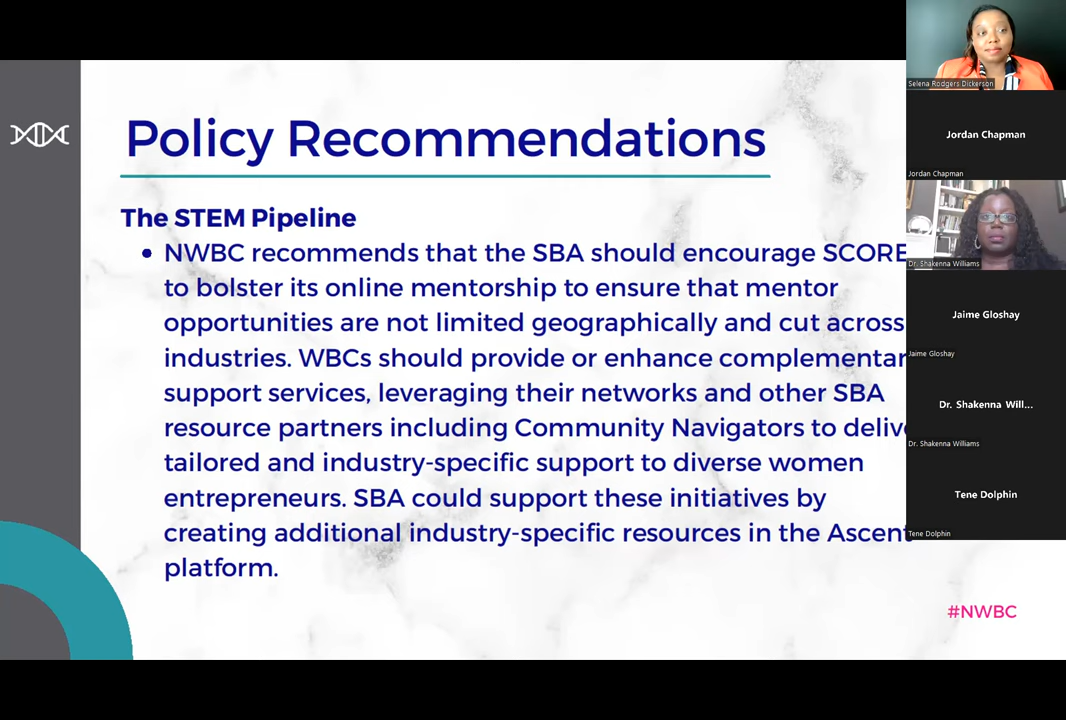 Policy Recommendations
The STEM Pipeline
• NWBC recommends that the SBA should encourage SCORE
to bolster its online mentorship to ensure that mentor
opportunities are not limited geographically and cut across
industries. WBCs should provide or enhance complementar
support services, leveraging their networks and other SBA
resource partners including Community Navigators to delive
tailored and industry-specific support to diverse women
entrepreneurs. SBA could support these initiatives by
creating additional industry-specific resources in the Ascent
platform.
#NWBC
Selena Rodgers Dickerson
Jordan Chapman
Jordan Chapman
Dr. Shakenna Williams
Jaime Gloshay
Jaime Gloshay
Dr. Shakenna Will...
Dr. Shakenna Williams
Tene Dolphin
Tene Dolphin